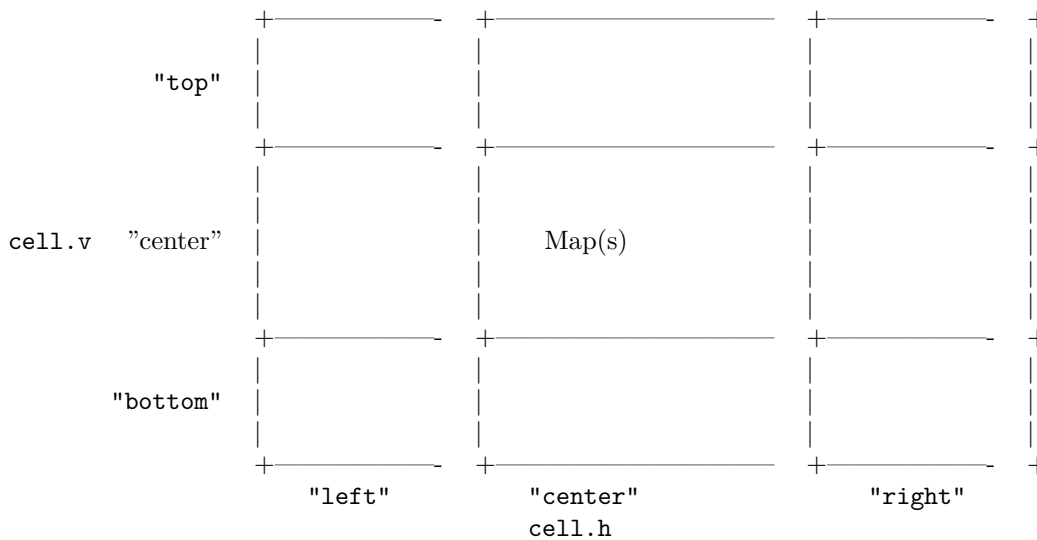 "top"
cell.v ”center” Map(s)
"bottom"
"left" "center" "right"
cell.h